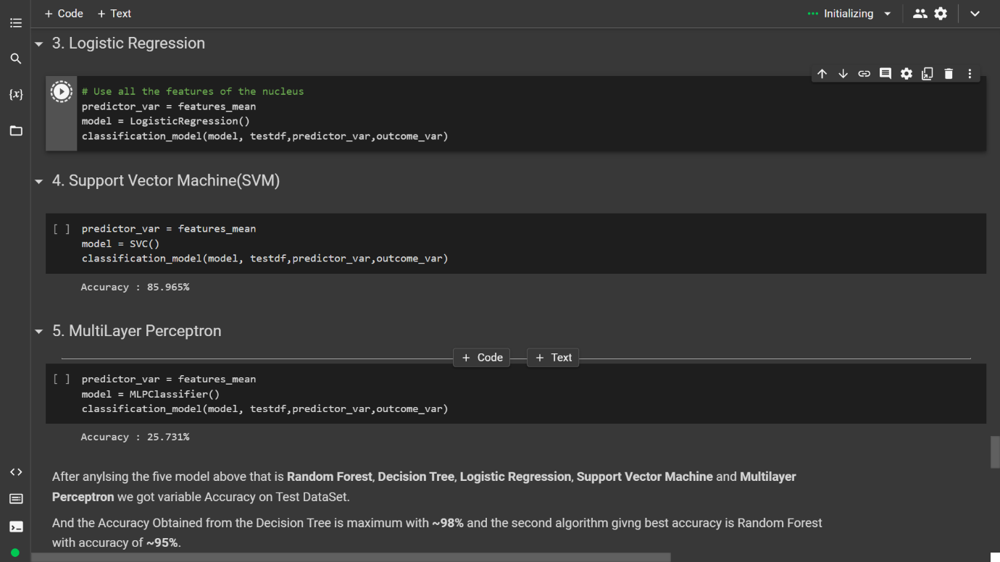 + Code + Text
Initializing
3. Logistic Regression
# Use all the features of the nucleus
predictor_var = features_mean
model = LogisticRegression()
classification_model(model, testdf,predictor_var,outcome_var)
{x}
4. Support Vector Machine(SVM)
[ ] predictor_var = features_mean
model = SVC()
classification_model(model, testdf,predictor_var,outcome_var)
Accuracy : 85.965%
5. MultiLayer Perceptron
+ Code + Text
[ ] predictor_var = features_mean
model = MLPClassifier()
classification_model(model, testdf,predictor_var,outcome_var)
Accuracy : 25.731%
After anylsing the five model above that is Random Forest, Decision Tree, Logistic Regression, Support Vector Machine and Multilayer
Perceptron we got variable Accuracy on Test DataSet.
And the Accuracy Obtained from the Decision Tree is maximum with ~98% and the second algorithm givng best accuracy is Random Forest
with accuracy of ~95%.